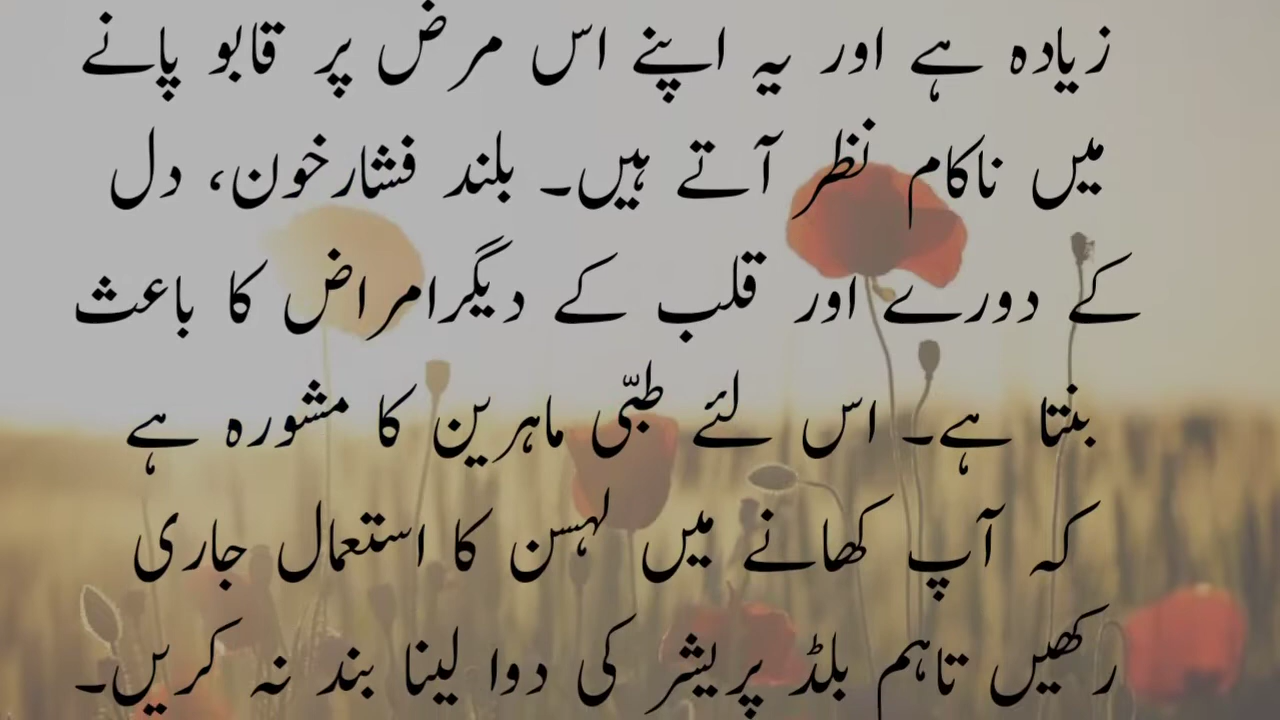 زیادہ ہے اور یہ اپنے اس مرض پر قابو پانے
میں ناکام نظر آتے ہیں۔ بلند فشارخون، دل
کے دورے اور قلب کے دیگرامراض کا باعث
بنتا ہے۔ اس لئے طبّی ماہرین کا مشورہ ہے
کہ آپ کھانے میں لہسن کا استعمال جاری
رکھیں تاہم بلڈ پریشر کی دوا لینا بند نہ کریں۔